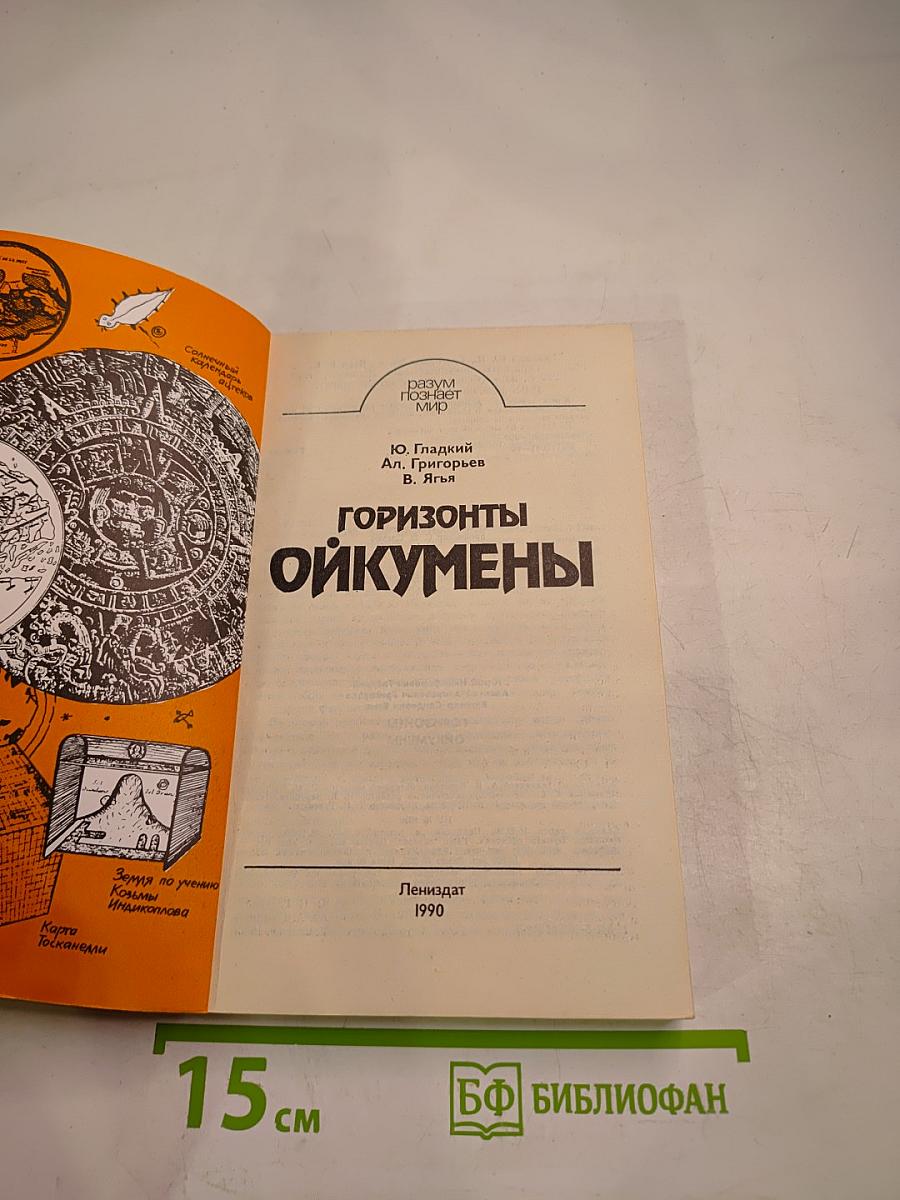 Солнечный
календарь
ацтеков
Земля по учению
Козьмы
Индикоплова
Карта
Тосканелли
разум
познает
мир
Ю. Гладкий
Ал. Григорьев
В. Ягья
ГОРИЗОНТЫ
ОЙКУМЕНЫ
Лениздат
1990
15 см
БФ БИБЛИОФАН